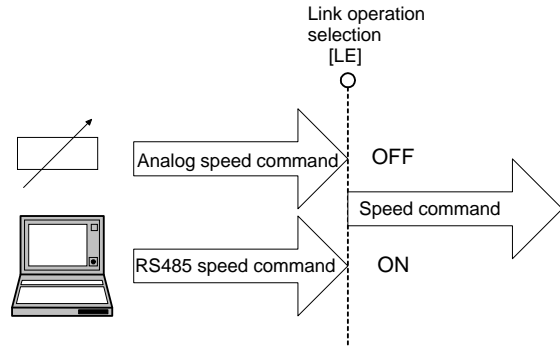 Link operation
selection
[LE]
Analog speed command
OFF
Speed command
RS485 speed command
ON